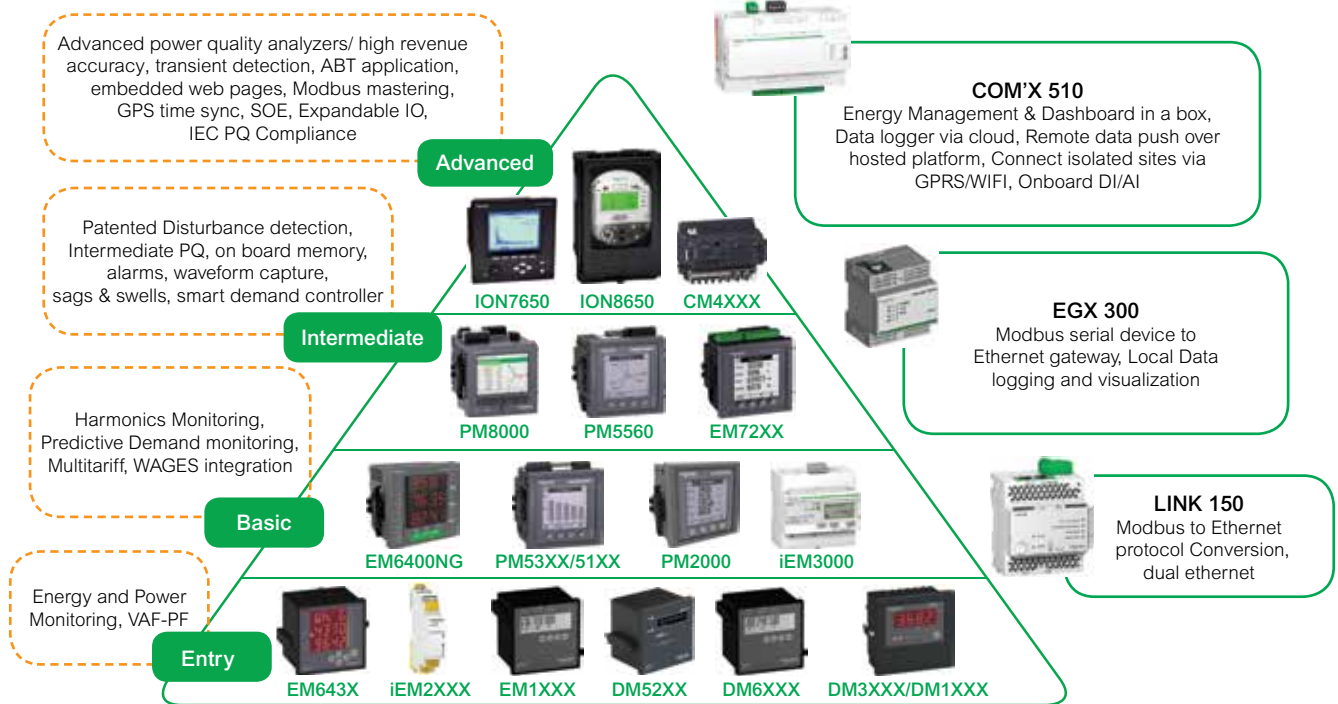 Advanced power quality analyzers/ high revenue
accuracy, transient detection, ABT application,
embedded web pages, Modbus mastering,
GPS time sync, SOE, Expandable IO,
IEC PQ Compliance
Advanced
ION7650
ION8650
CM4XXX
Patented Disturbance detection,
Intermediate PQ, on board memory,
alarms, waveform capture,
sags & swells, smart demand controller
Intermediate
PM8000
PM5560
EM72XX
Harmonics Monitoring,
Predictive Demand monitoring,
Multitariff, WAGES integration
Basic
EM6400NG
PM53XX/51XX
PM2000
iEM3000
Energy and Power
Monitoring, VAF-PF
Entry
EM643X
iEM2XXX
EM1XXX
DM52XX
DM6XXX
DM3XXX/DM1XXX
COM'X 510
Energy Management & Dashboard in a box,
Data logger via cloud, Remote data push over
hosted platform, Connect isolated sites via
GPRS/WIFI, Onboard DI/AI
EGX 300
Modbus serial device to
Ethernet gateway, Local Data
logging and visualization
LINK 150
Modbus to Ethernet
protocol Conversion,
dual ethernet